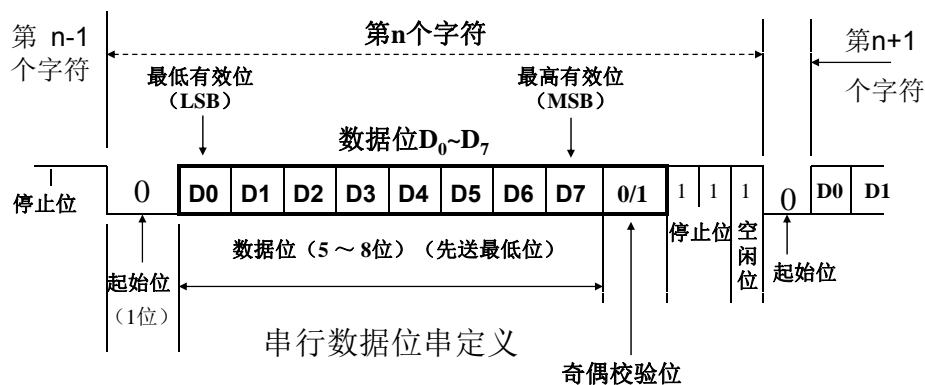 第 n-1
个字符
第n个字符
第n+1
个字符
最低有效位
（LSB）
最高有效位
（MSB）
数据位D₀~D₇
停止位
0
D0 D1 D2 D3 D4 D5 D6 D7 0/1 1 1 1
0
D0 D1
起始位
（1位）
数据位（5～8位）（先送最低位）
停止位
空闲位
起始位
串行数据位串定义
奇偶校验位